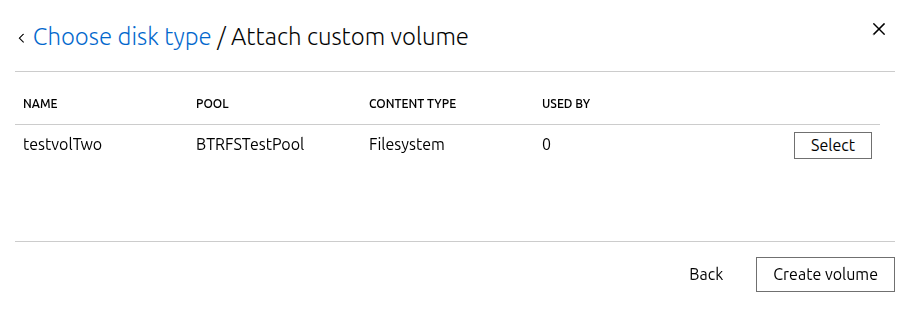 Choose disk type / Attach custom volume
NAME POOL CONTENT TYPE USED BY
testvolTwo BTRFSTestPool Filesystem 0 Select
Back Create volume